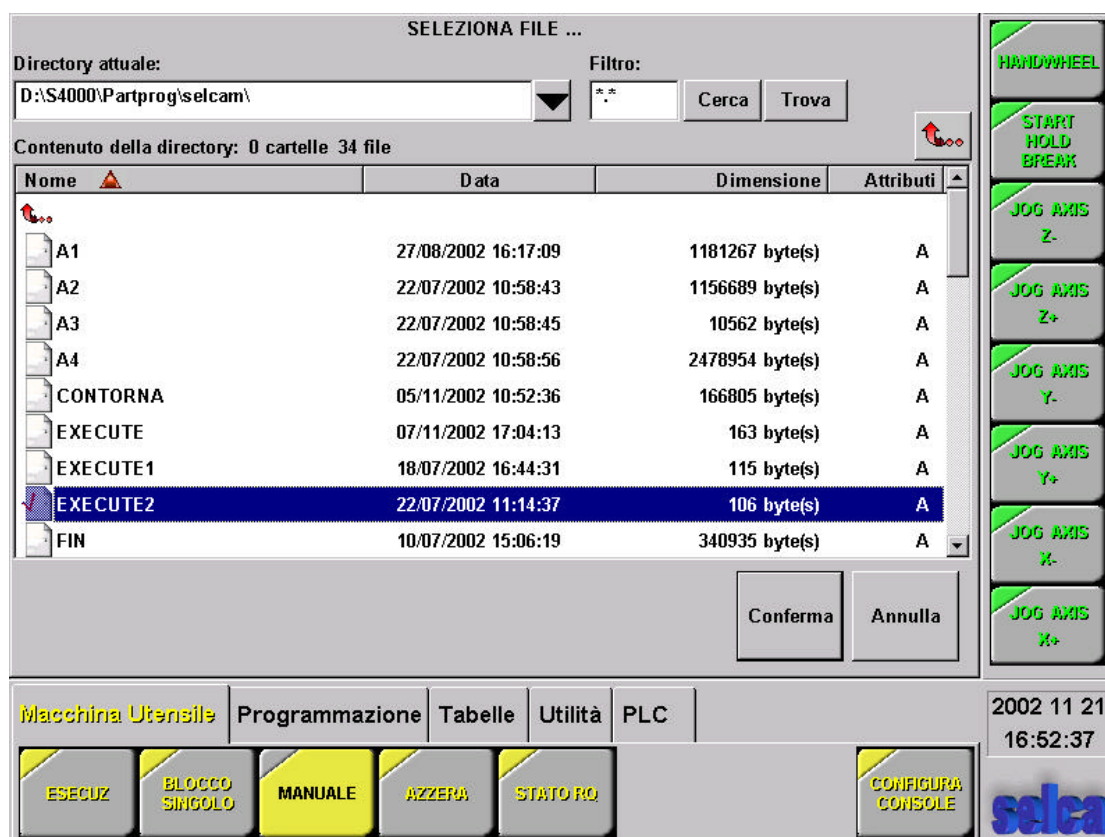 SELEZIONA FILE ...
Directory attuale:
Filtro:
D:\S4000\Partprog\selcam\
*.*
Cerca
Trova
Contenuto della directory: 0 cartelle 34 file
Nome Data Dimensione Attributi
A1 27/08/2002 16:17:09 1181267 byte(s) A
A2 22/07/2002 10:58:43 1156689 byte(s) A
A3 22/07/2002 10:58:45 10562 byte(s) A
A4 22/07/2002 10:58:56 2478954 byte(s) A
CONTORNA 05/11/2002 10:52:36 166805 byte(s) A
EXECUTE 07/11/2002 17:04:13 163 byte(s) A
EXECUTE1 18/07/2002 16:44:31 115 byte(s) A
EXECUTE2 22/07/2002 11:14:37 106 byte(s) A
FIN 10/07/2002 15:06:19 340935 byte(s) A
Conferma
Annulla
HANDWHEEL
START
HOLD
BREAK
JOG AXIS
Z-
JOG AXIS
Z+
JOG AXIS
Y-
JOG AXIS
Y+
JOG AXIS
X-
JOG AXIS
X+
Macchina Utensile
Programmazione
Tabelle
Utilità
PLC
2002 11 21
16:52:37
ESECUZ
BLOCCO
SINGOLO
MANUALE
AZZERA
STATO RQ
CONFIGURA
CONSOLE
selca